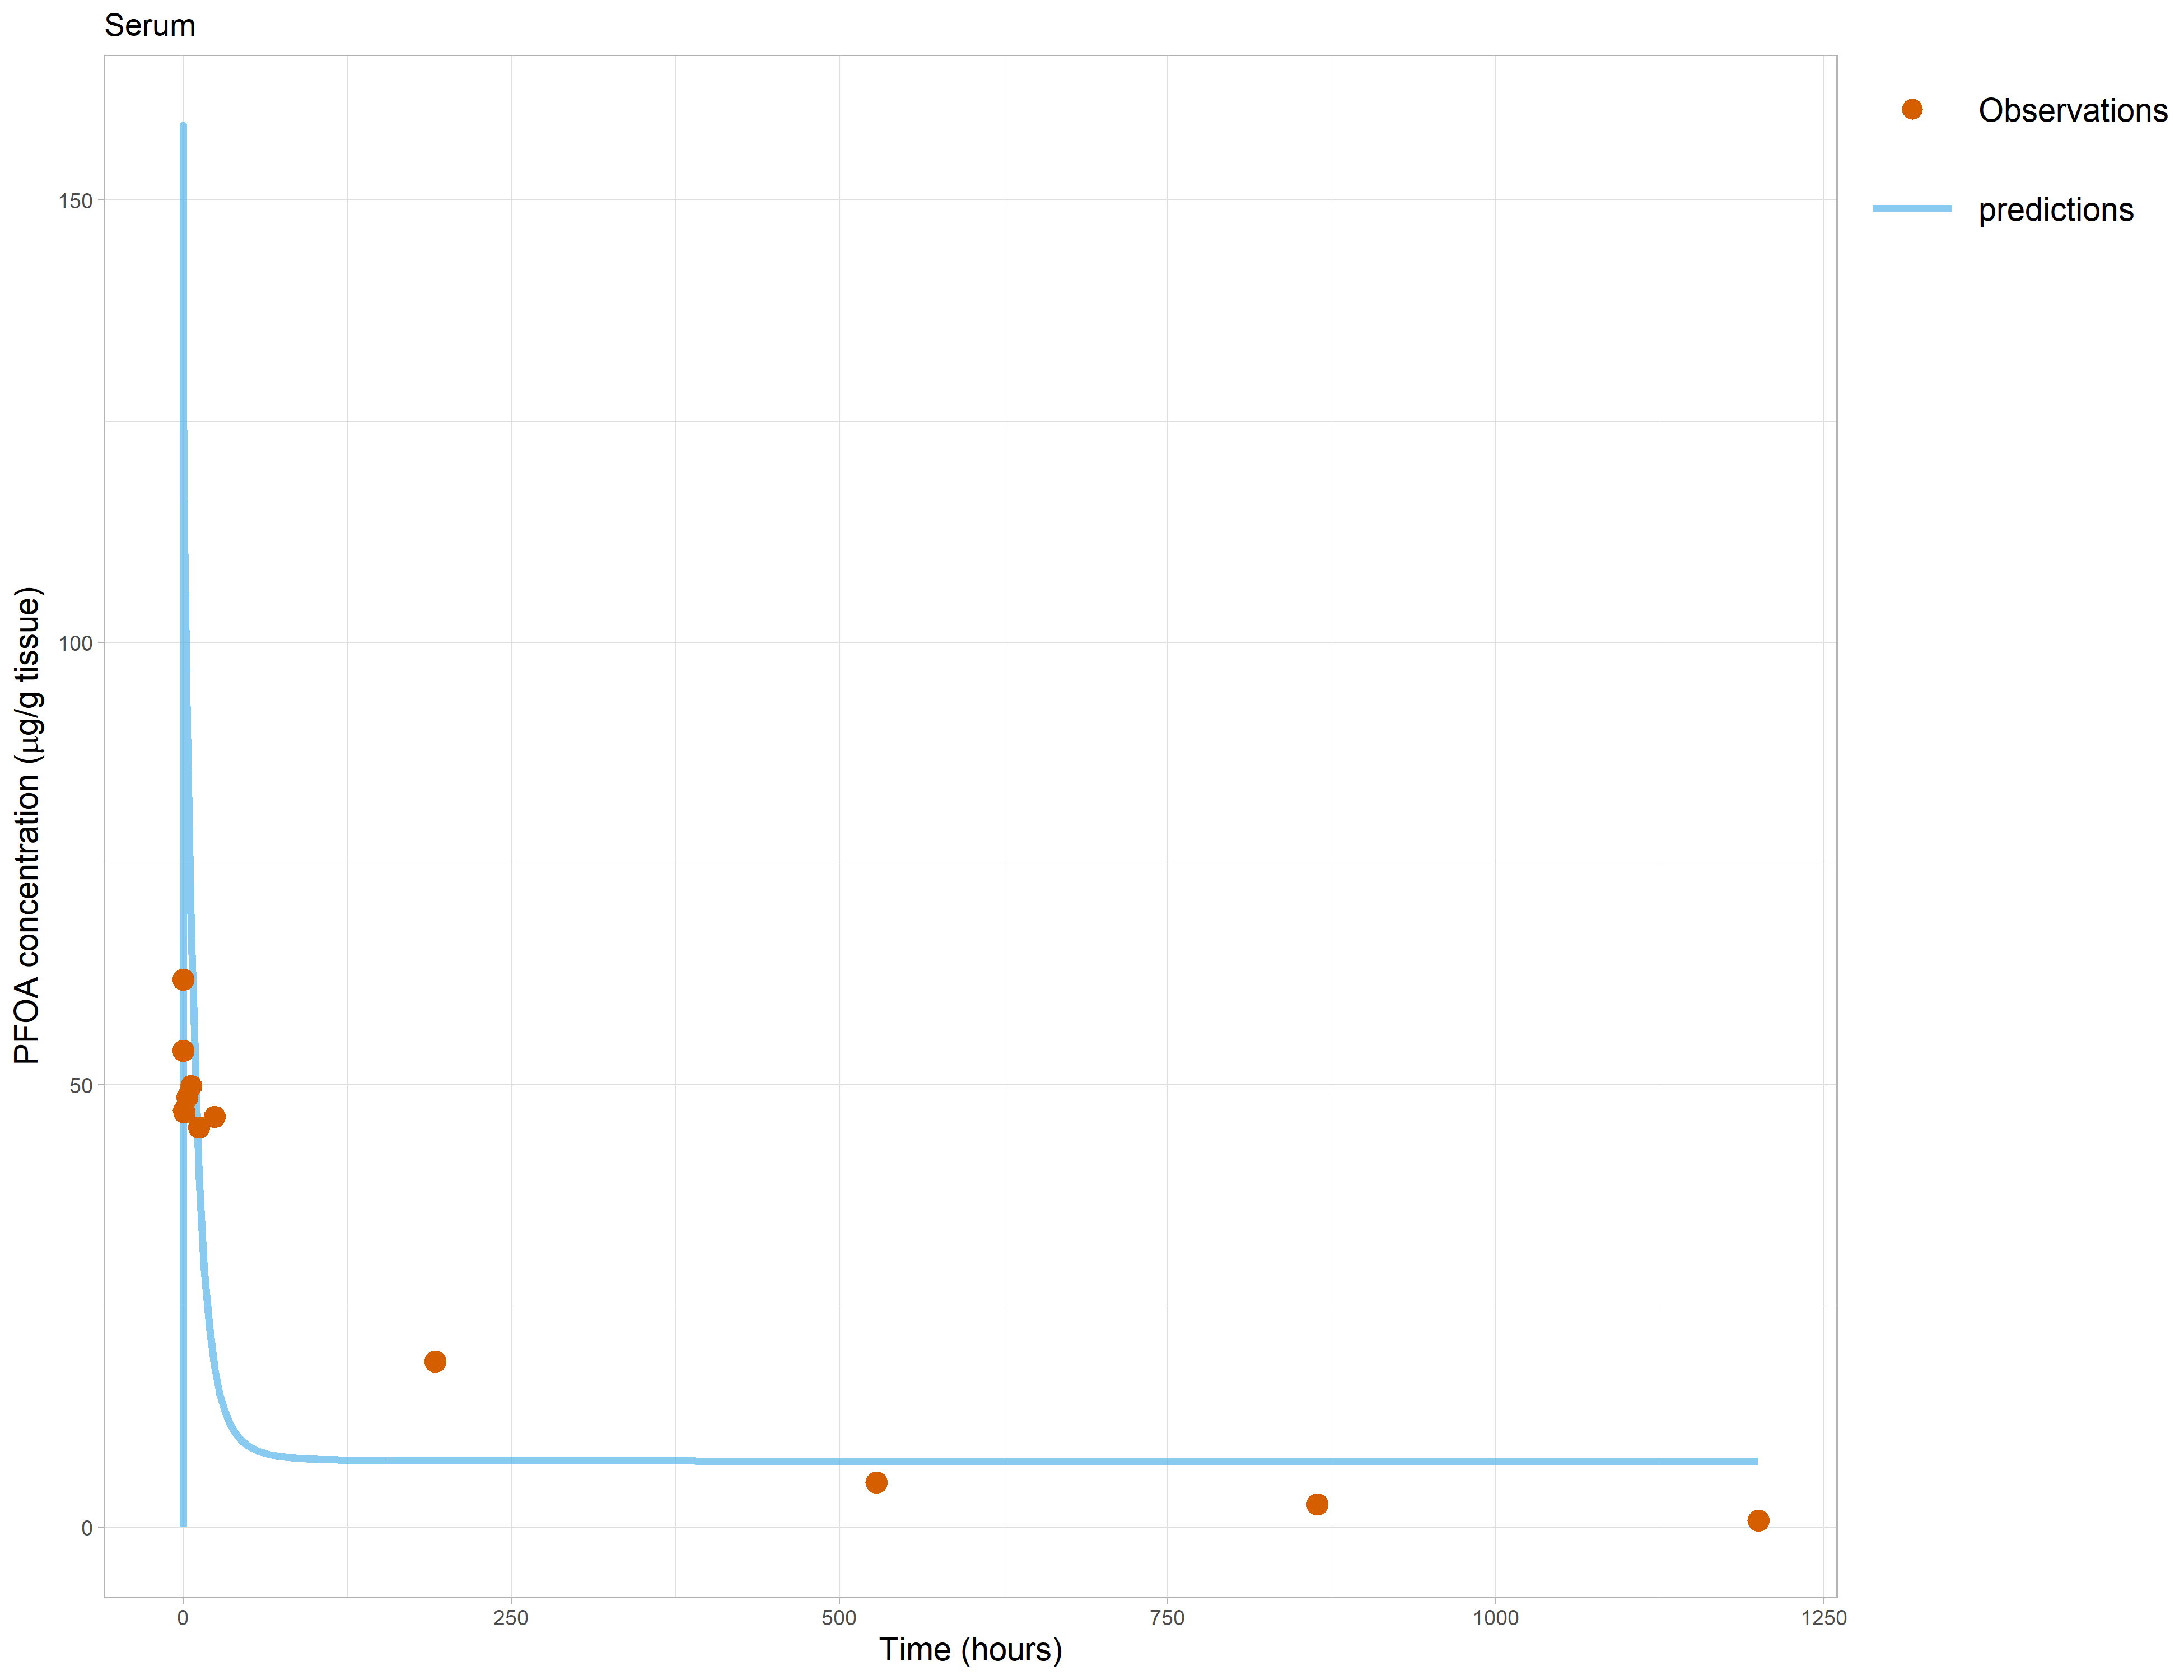 Serum
Observations
predictions
PFOA concentration (μg/g tissue)
150
100
50
0
0 250 500 750 1000 1250
Time (hours)